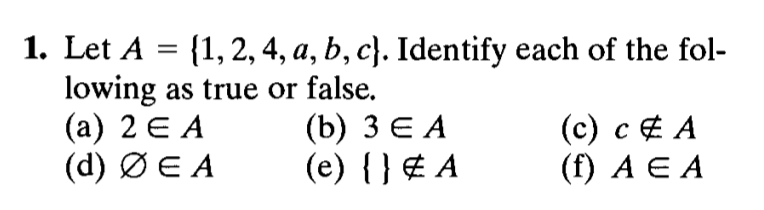 1. Let A = {1, 2, 4, a, b, c}. Identify each of the fol-
lowing as true or false.
(a) 2 ∈ A (b) 3 ∈ A (c) c ∉ A
(d) ∅ ∈ A (e) { } ∉ A (f) A ∈ A